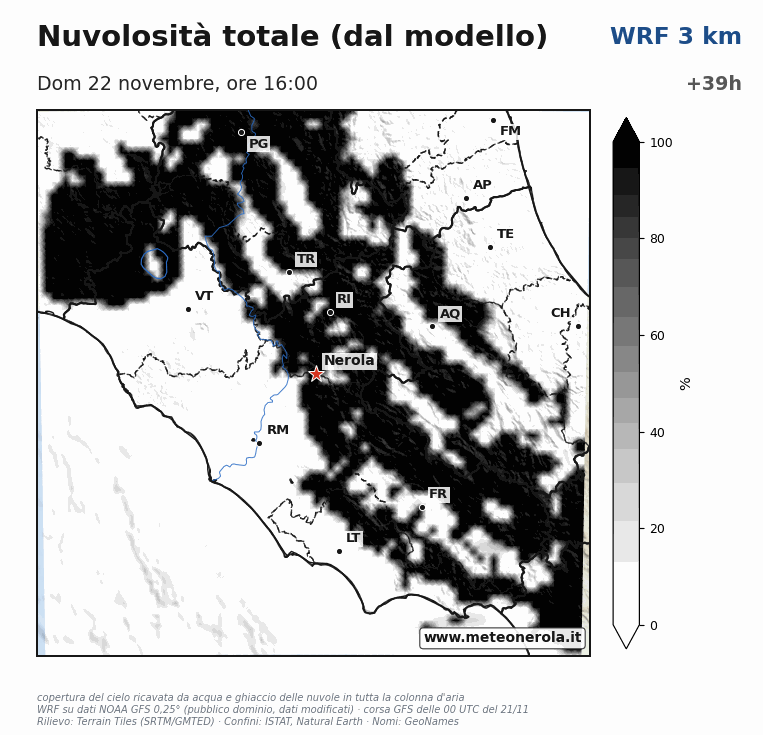 Nuvolosità totale (dal modello)
WRF 3 km
Dom 22 novembre, ore 16:00
+39h
FM
PG
AP
TE
TR
VT
RI
AQ
CH
Nerola
RM
FR
LT
www.meteonerola.it
100
80
60
40
20
0
%
copertura del cielo ricavata da acqua e ghiaccio delle nuvole in tutta la colonna d'aria
WRF su dati NOAA GFS 0,25° (pubblico dominio, dati modificati) · corsa GFS delle 00 UTC del 21/11
Rilievo: Terrain Tiles (SRTM/GMTED) · Confini: ISTAT, Natural Earth · Nomi: GeoNames